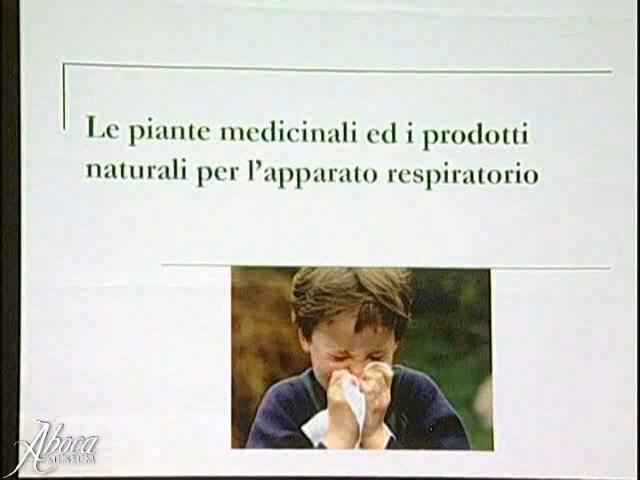 Le piante medicinali ed i prodotti
naturali per l'apparato respiratorio
Aboca
MUSEUM